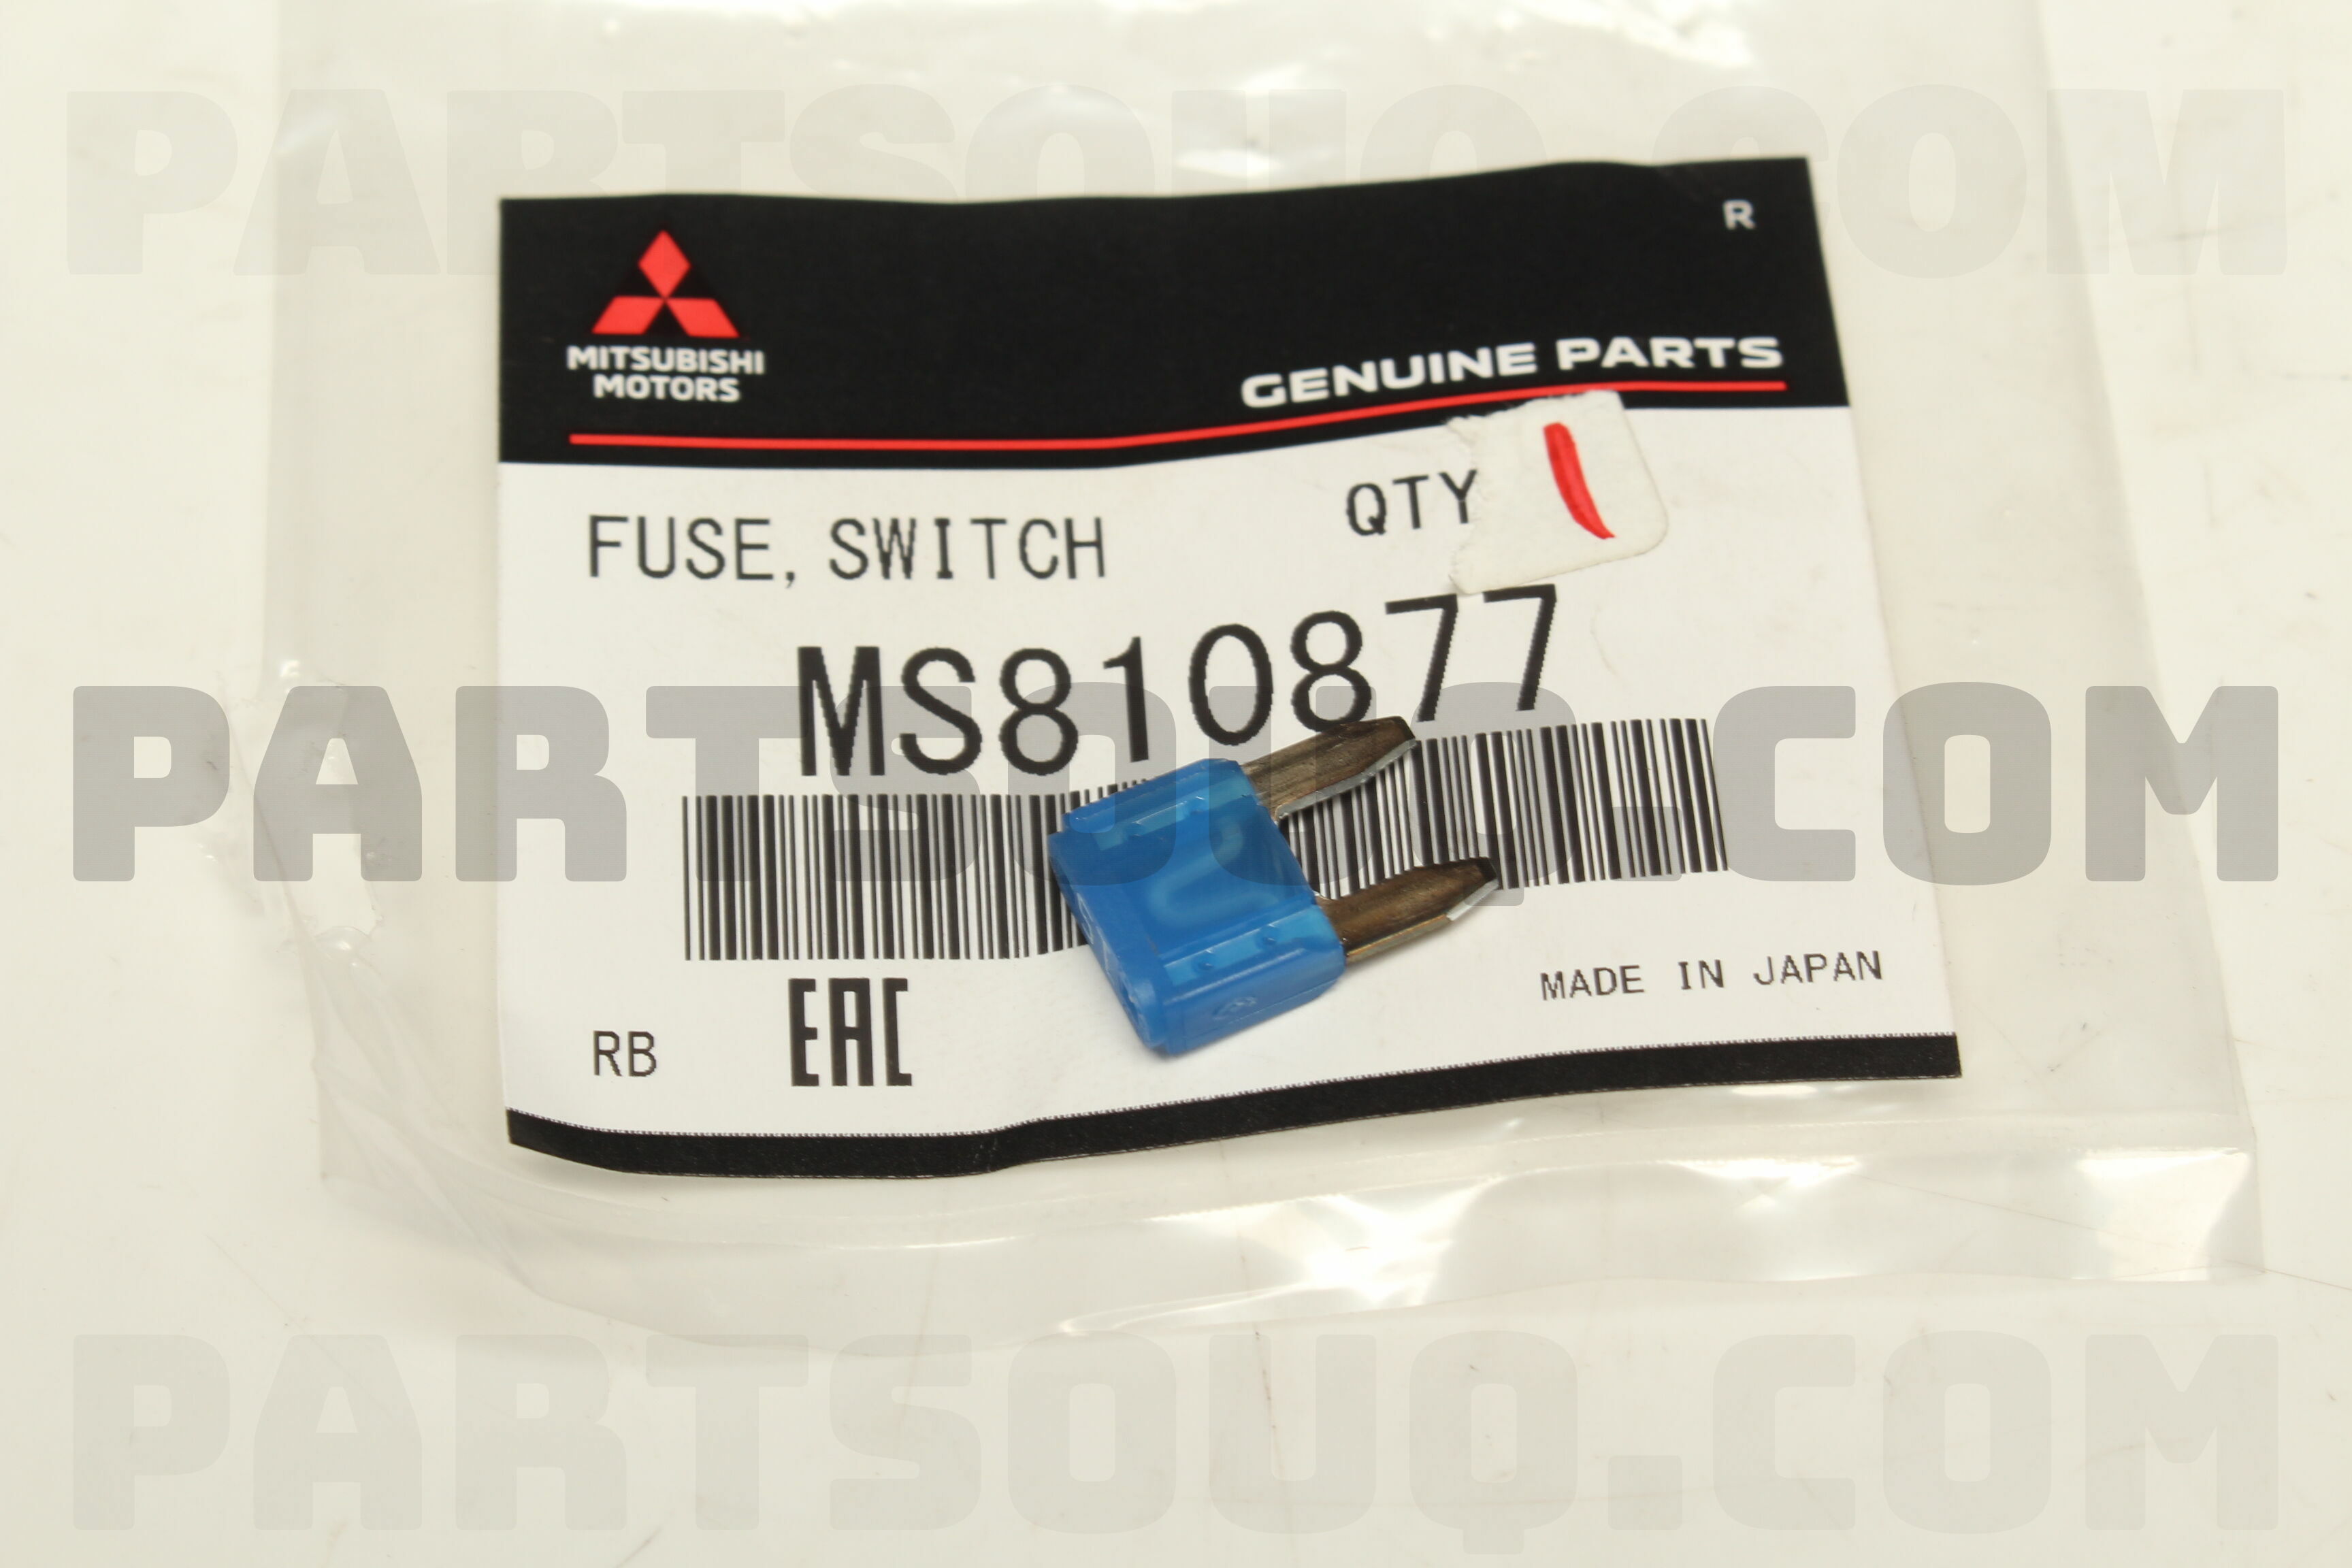 PARTSOUQ.COM
R
MITSUBISHI
MOTORS
GENUINE PARTS
FUSE, SWITCH
QTY 1
MS810877
PARTSOUQ.COM
MADE IN JAPAN
RB
EAC
PARTSOUQ.COM